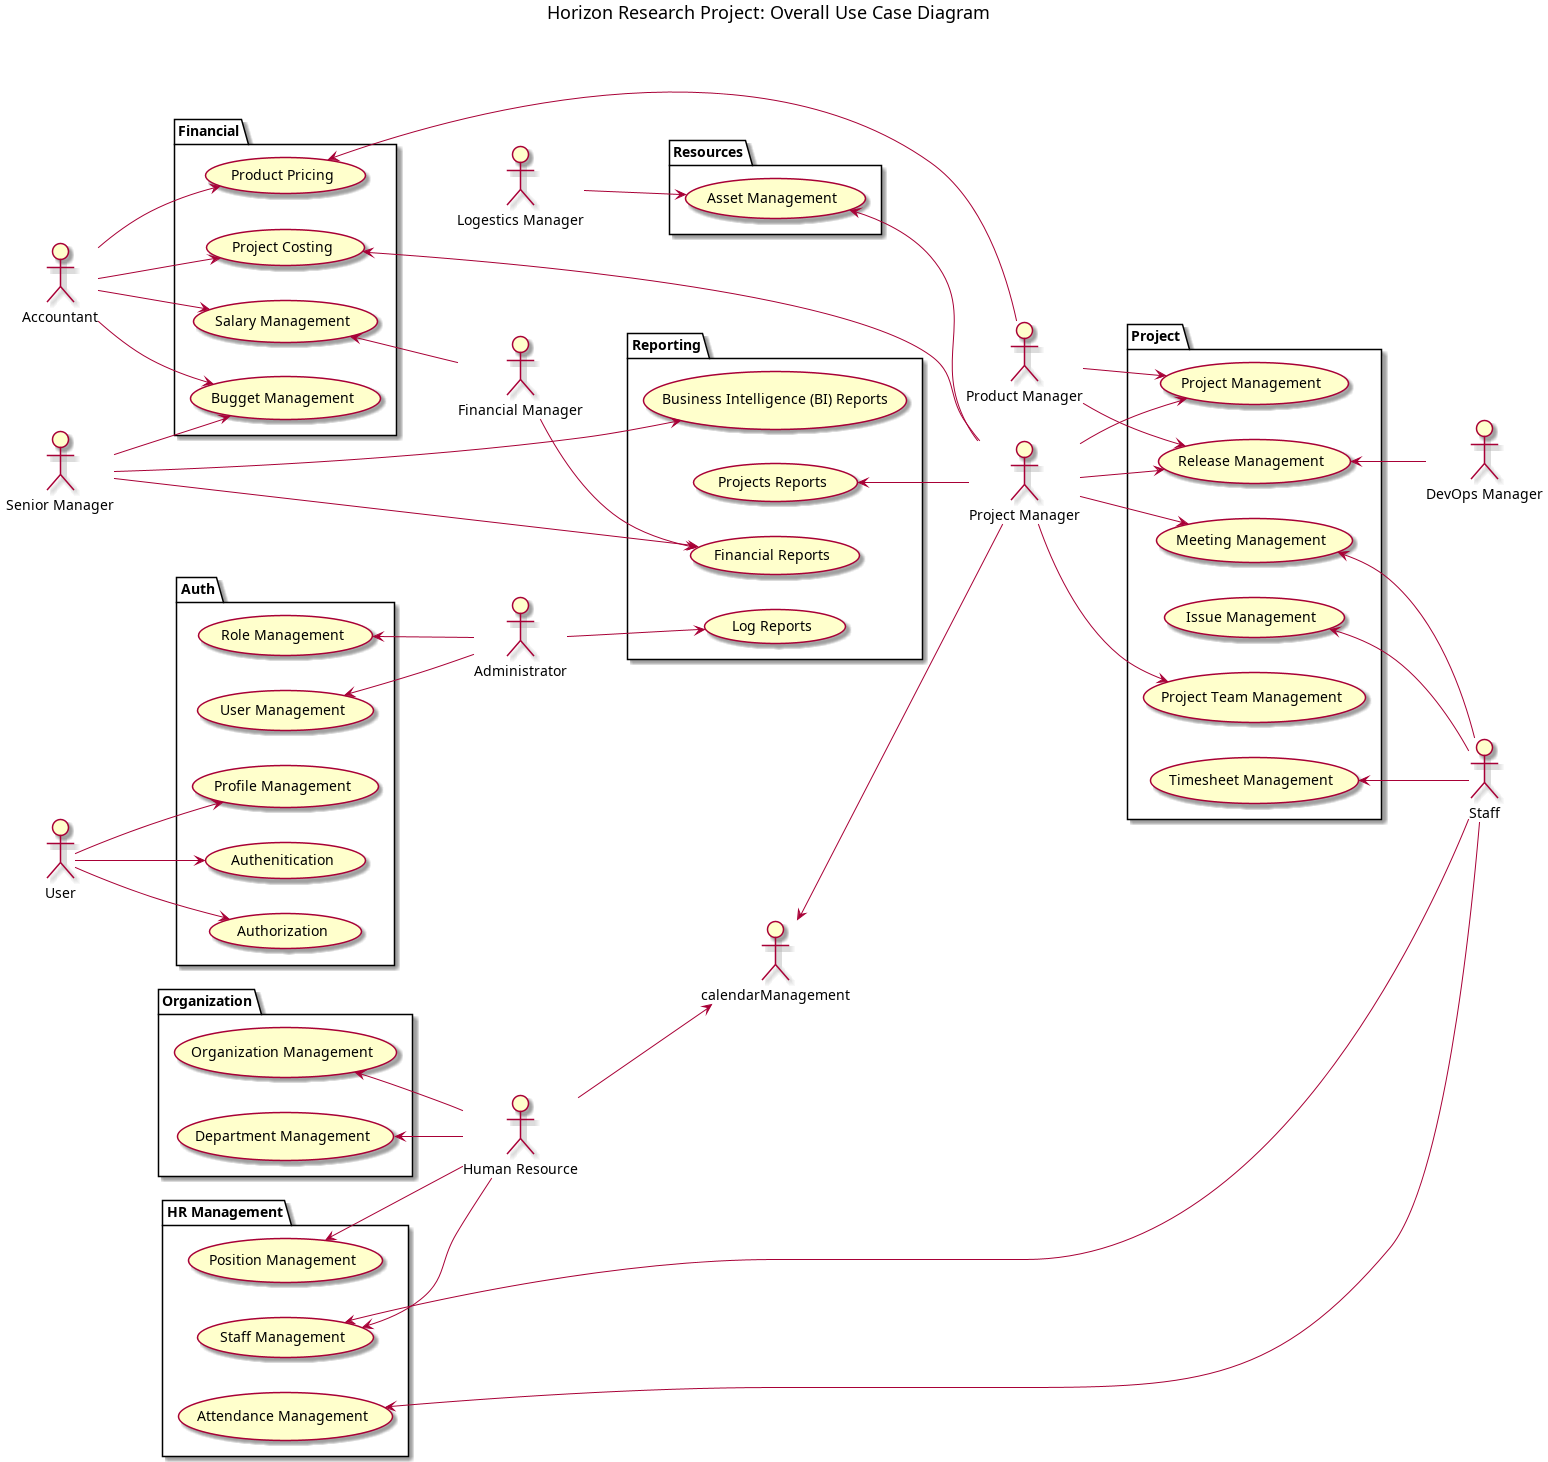 Horizon Research Project: Overall Use Case Diagram
Financial
Product Pricing
Project Costing
Salary Management
Bugget Management
Accountant
Senior Manager
Logestics Manager
Financial Manager
Resources
Asset Management
Reporting
Business Intelligence (BI) Reports
Projects Reports
Financial Reports
Log Reports
Product Manager
Project Manager
Project
Project Management
Release Management
Meeting Management
Issue Management
Project Team Management
Timesheet Management
DevOps Manager
Staff
Auth
Role Management
User Management
Profile Management
Authenitication
Authorization
Administrator
User
calendarManagement
Organization
Organization Management
Department Management
Human Resource
HR Management
Position Management
Staff Management
Attendance Management